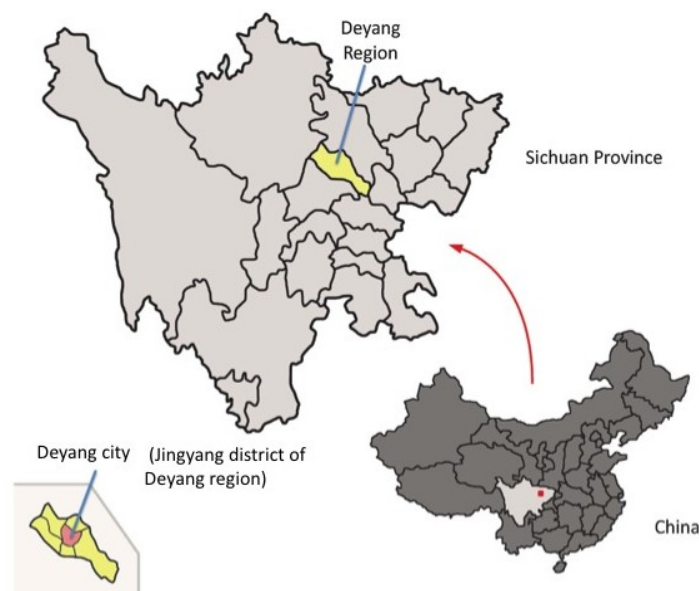 Deyang
Region
Sichuan Province
Deyang city (Jingyang district of
Deyang region)
China